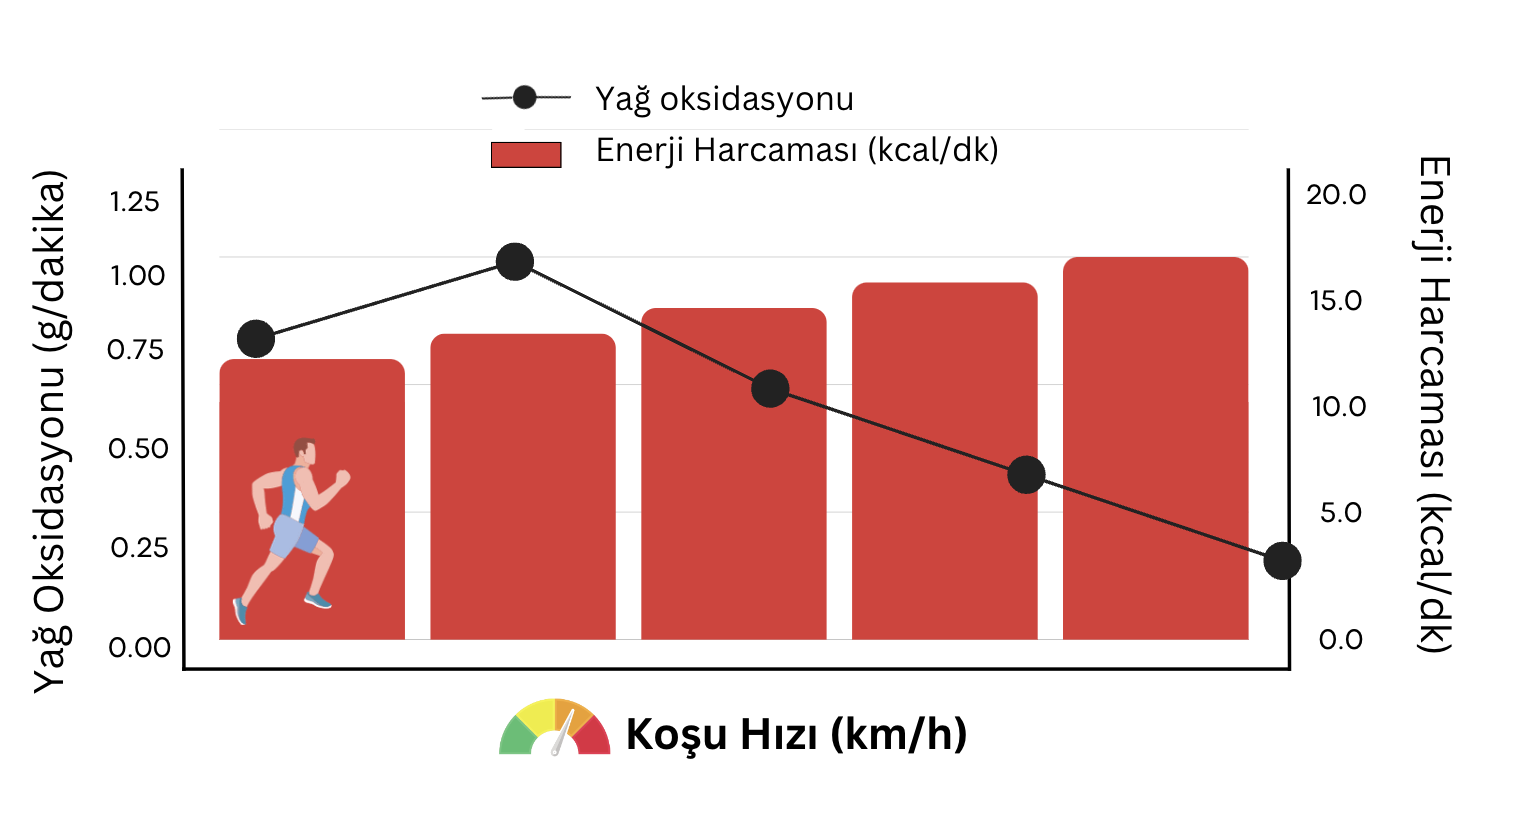 Yağ oksidasyonu
Enerji Harcaması (kcal/dk)
Yağ Oksidasyonu (g/dakika)
1.25
1.00
0.75
0.50
0.25
0.00
20.0
15.0
10.0
5.0
0.0
Enerji Harcaması (kcal/dk)
Koşu Hızı (km/h)